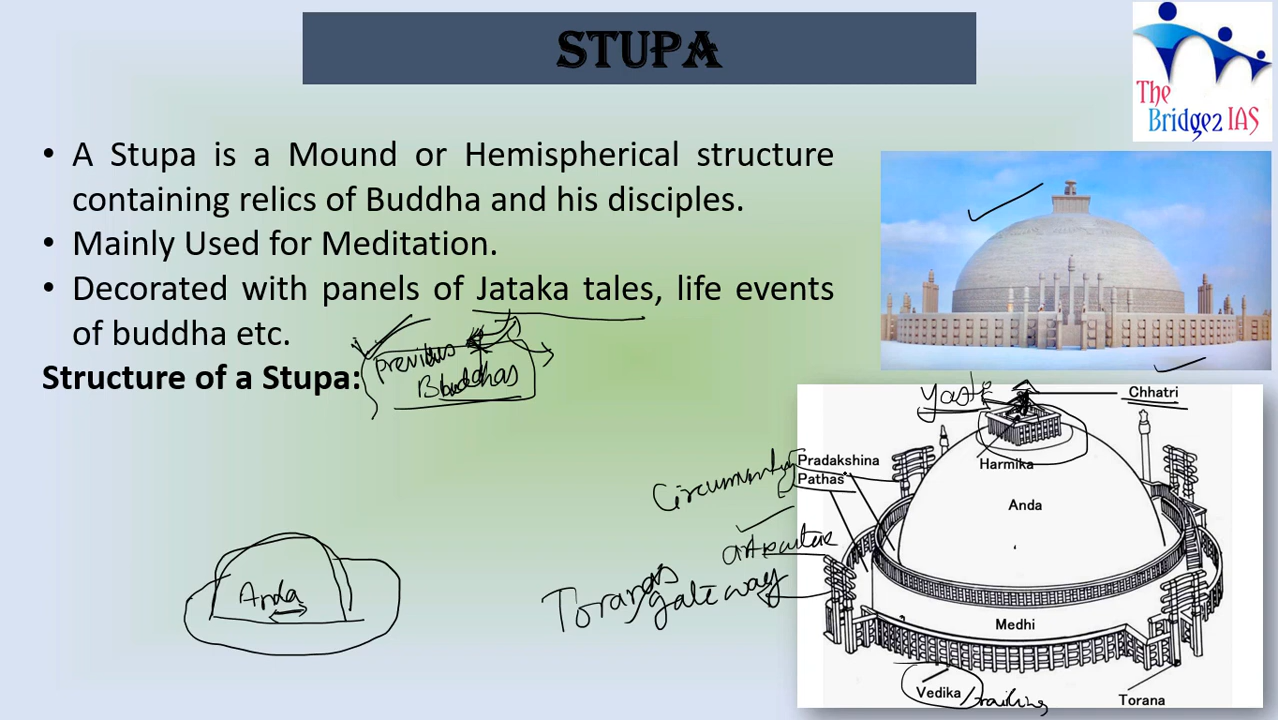 STUPA
The
Bridge2 IAS
• A Stupa is a Mound or Hemispherical structure
containing relics of Buddha and his disciples.
• Mainly Used for Meditation.
• Decorated with panels of Jataka tales, life events
of buddha etc.
Structure of a Stupa:
Previous
Buddhas
Anda
Toranas
gateway
Yasti
Chhatri
Harmika
Pradakshina
Pathas
Anda
Medhi
Vedika
/railing
Torana